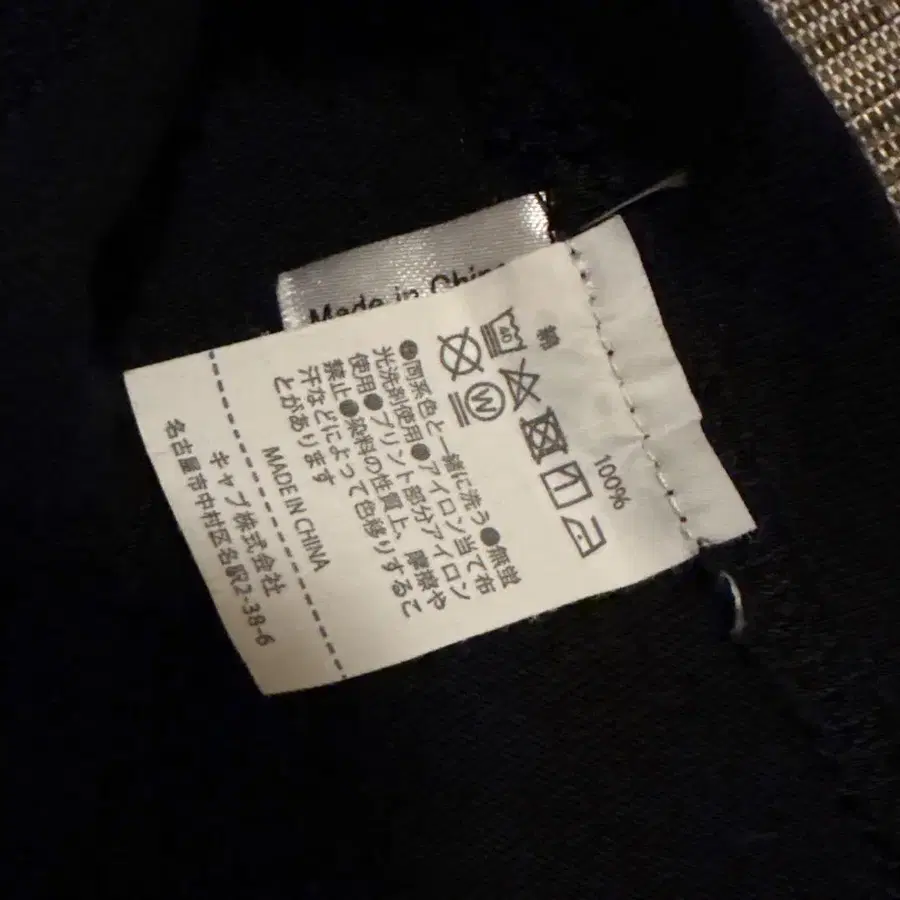 Made in China
綿 100%
40
W
●同系色と一緒に洗う●無蛍
光洗剤使用●アイロン当て布
使用●プリント部分アイロン
禁止●染料の性質上、摩擦や
汗などによって色移りするこ
とがあります
MADE IN CHINA
キャブ株式会社
名古屋市中村区名駅2-38-6